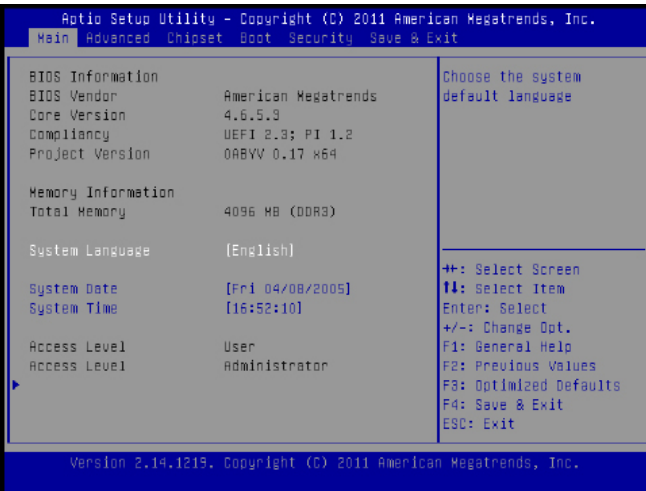 Aptio Setup Utility - Copyright (C) 2011 American Megatrends, Inc.
Main Advanced Chipset Boot Security Save & Exit
BIOS Information
BIOS Vendor American Megatrends
Core Version 4.6.5.3
Compliancy UEFI 2.3; PI 1.2
Project Version 0ABYV 0.17 x64
Memory Information
Total Memory 4096 MB (DDR3)
System Language [English]
System Date [Fri 04/08/2005]
System Time [16:52:10]
Access Level User
Access Level Administrator
Choose the system
default language
→←: Select Screen
↑↓: Select Item
Enter: Select
+/-: Change Opt.
F1: General Help
F2: Previous Values
F3: Optimized Defaults
F4: Save & Exit
ESC: Exit
Version 2.14.1219. Copyright (C) 2011 American Megatrends, Inc.